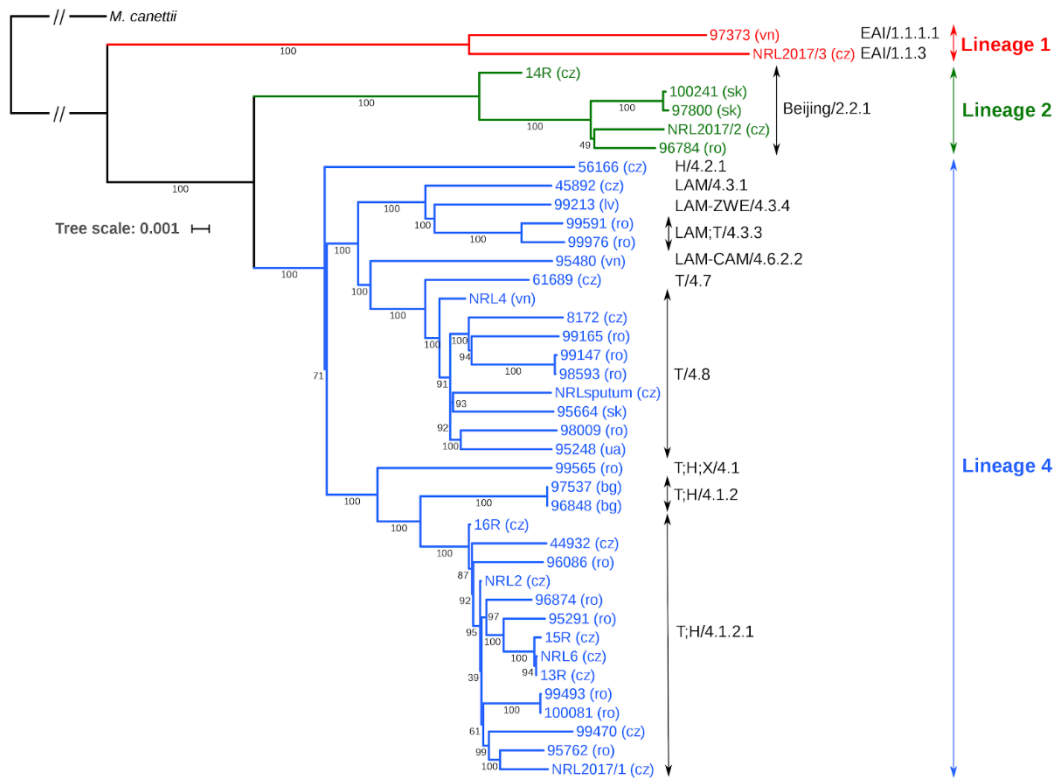 M. canettii
97373 (vn) EAI/1.1.1.1
100
NRL2017/3 (cz) EAI/1.1.3
Lineage 1
14R (cz)
100
100241 (sk)
100
97800 (sk)
Beijing/2.2.1
Lineage 2
100
NRL2017/2 (cz)
49
96784 (ro)
56166 (cz) H/4.2.1
100
45892 (cz) LAM/4.3.1
100
99213 (lv) LAM-ZWE/4.3.4
Tree scale: 0.001
100
99591 (ro)
100
99976 (ro)
LAM;T/4.3.3
100
100
95480 (vn) LAM-CAM/4.6.2.2
100
61689 (cz) T/4.7
NRL4 (vn)
100
8172 (cz)
100
99165 (ro)
100
94
99147 (ro)
100
98593 (ro)
T/4.8
71
91
NRLsputum (cz)
93
95664 (sk)
92
98009 (ro)
100
95248 (ua)
99565 (ro) T;H;X/4.1
Lineage 4
100
97537 (bg)
100
96848 (bg)
T;H/4.1.2
100
16R (cz)
100
44932 (cz)
96086 (ro)
87
NRL2 (cz)
92
96874 (ro)
97
95291 (ro)
95
100
15R (cz)
T;H/4.1.2.1
100
NRL6 (cz)
94
13R (cz)
39
99493 (ro)
100
100081 (ro)
61
99470 (cz)
99
95762 (ro)
100
NRL2017/1 (cz)